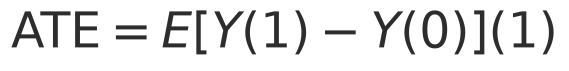 ATE = E[Y(1) − Y(0)](1)